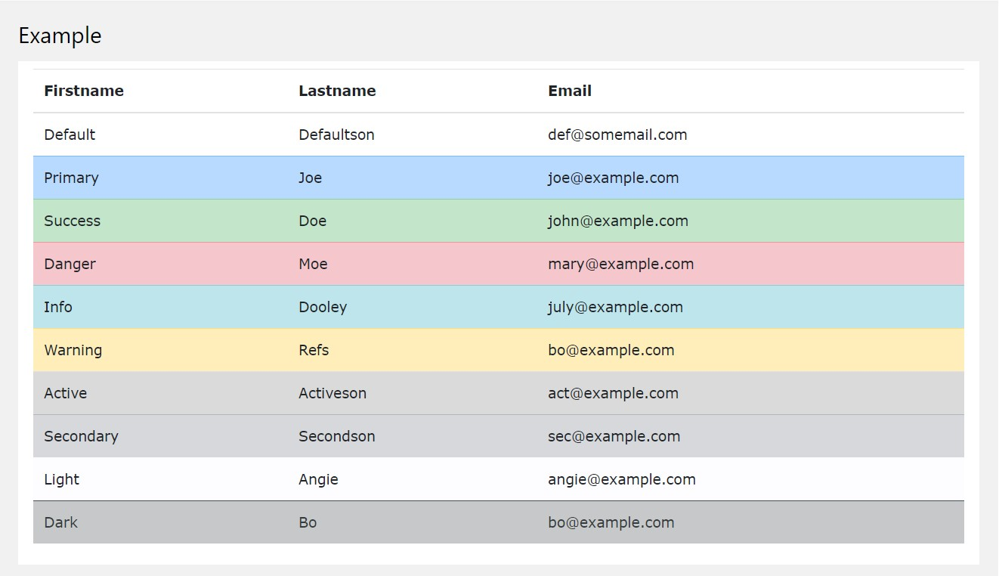 Example
Firstname Lastname Email
Default Defaultson def@somemail.com
Primary Joe joe@example.com
Success Doe john@example.com
Danger Moe mary@example.com
Info Dooley july@example.com
Warning Refs bo@example.com
Active Activeson act@example.com
Secondary Secondson sec@example.com
Light Angie angie@example.com
Dark Bo bo@example.com